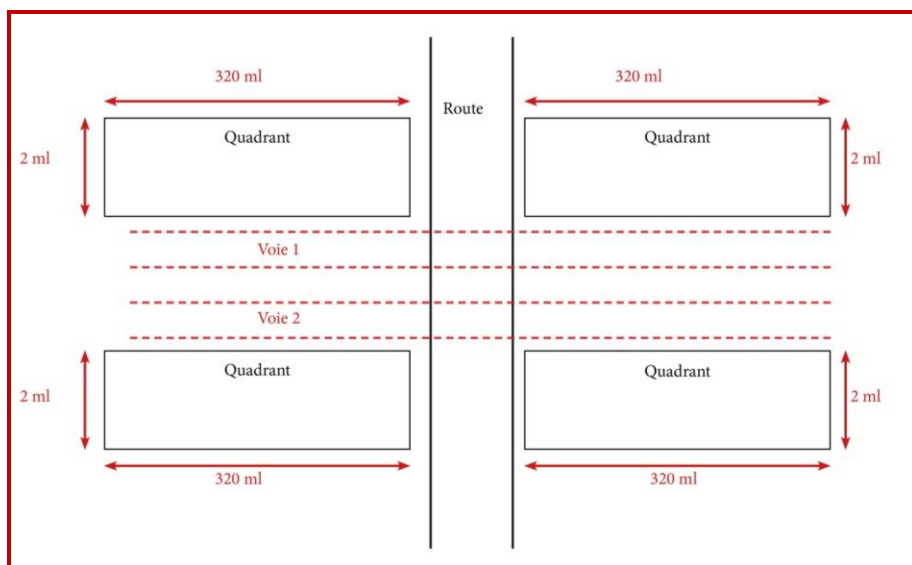 320 ml
320 ml
Route
Quadrant
Quadrant
2 ml
2 ml
Voie 1
Voie 2
Quadrant
Quadrant
2 ml
2 ml
320 ml
320 ml